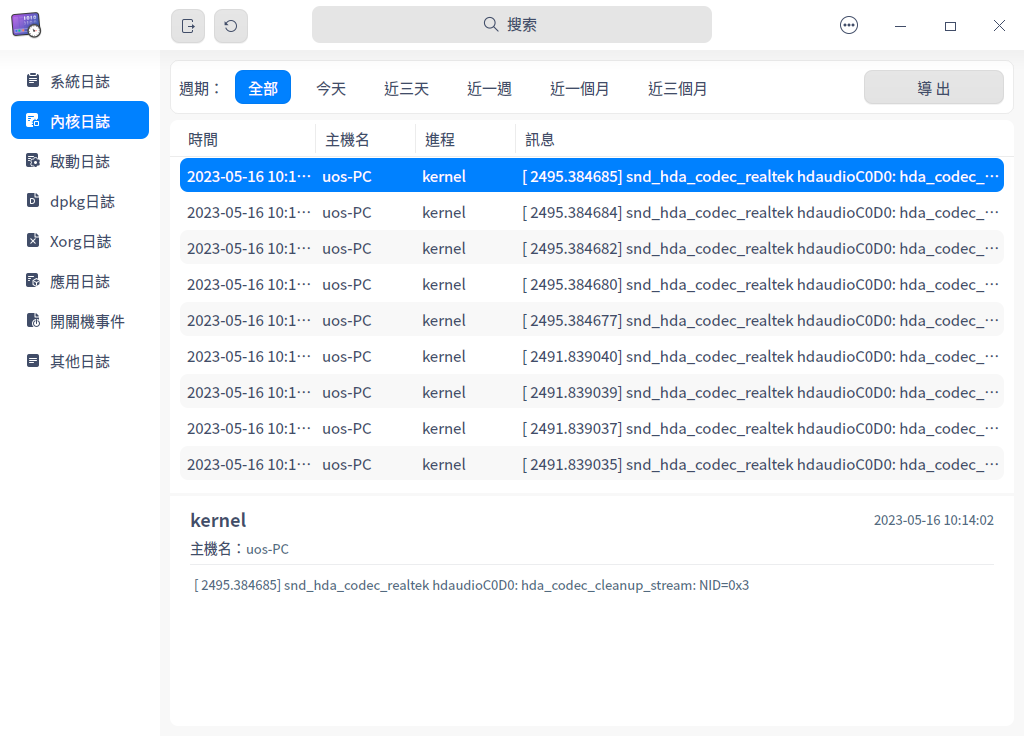 搜索
系統日誌
內核日誌
啟動日誌
dpkg日誌
Xorg日誌
應用日誌
開關機事件
其他日誌
週期： 全部 今天 近三天 近一週 近一個月 近三個月 導出
時間 主機名 進程 訊息
2023-05-16 10:1··· uos-PC kernel [ 2495.384685] snd_hda_codec_realtek hdaudioC0D0: hda_codec_···
2023-05-16 10:1··· uos-PC kernel [ 2495.384684] snd_hda_codec_realtek hdaudioC0D0: hda_codec_···
2023-05-16 10:1··· uos-PC kernel [ 2495.384682] snd_hda_codec_realtek hdaudioC0D0: hda_codec_···
2023-05-16 10:1··· uos-PC kernel [ 2495.384680] snd_hda_codec_realtek hdaudioC0D0: hda_codec_···
2023-05-16 10:1··· uos-PC kernel [ 2495.384677] snd_hda_codec_realtek hdaudioC0D0: hda_codec_···
2023-05-16 10:1··· uos-PC kernel [ 2491.839040] snd_hda_codec_realtek hdaudioC0D0: hda_codec_···
2023-05-16 10:1··· uos-PC kernel [ 2491.839039] snd_hda_codec_realtek hdaudioC0D0: hda_codec_···
2023-05-16 10:1··· uos-PC kernel [ 2491.839037] snd_hda_codec_realtek hdaudioC0D0: hda_codec_···
2023-05-16 10:1··· uos-PC kernel [ 2491.839035] snd_hda_codec_realtek hdaudioC0D0: hda_codec_···
kernel 2023-05-16 10:14:02
主機名：uos-PC
[ 2495.384685] snd_hda_codec_realtek hdaudioC0D0: hda_codec_cleanup_stream: NID=0x3